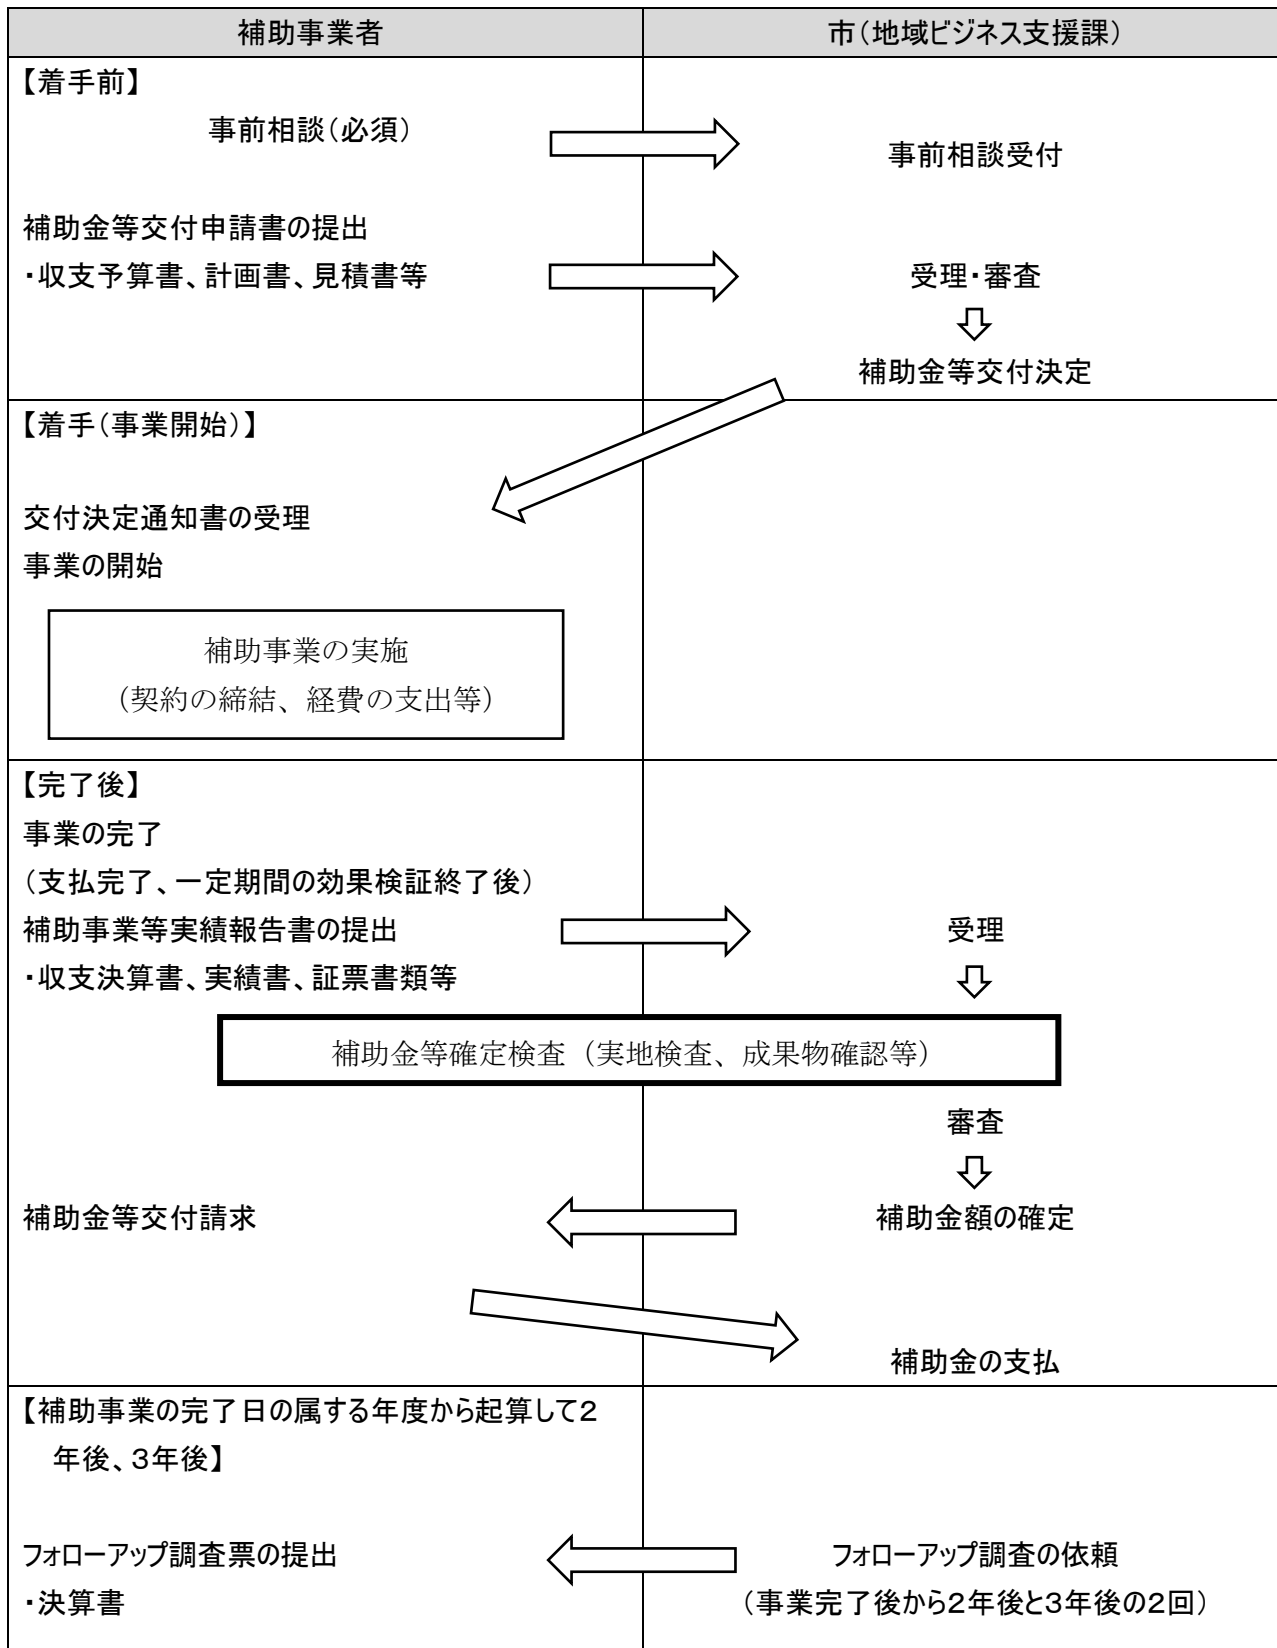 補助事業者
市（地域ビジネス支援課）
【着手前】
事前相談（必須）
事前相談受付
補助金等交付申請書の提出
・収支予算書、計画書、見積書等
受理・審査
補助金等交付決定
【着手（事業開始）】
交付決定通知書の受理
事業の開始
補助事業の実施
（契約の締結、経費の支出等）
【完了後】
事業の完了
（支払完了、一定期間の効果検証終了後）
補助事業等実績報告書の提出
受理
・収支決算書、実績書、証票書類等
補助金等確定検査（実地検査、成果物確認等）
審査
補助金等交付請求
補助金額の確定
補助金の支払
【補助事業の完了日の属する年度から起算して２
年後、３年後】
フォローアップ調査票の提出
フォローアップ調査の依頼
・決算書
（事業完了後から２年後と３年後の２回）